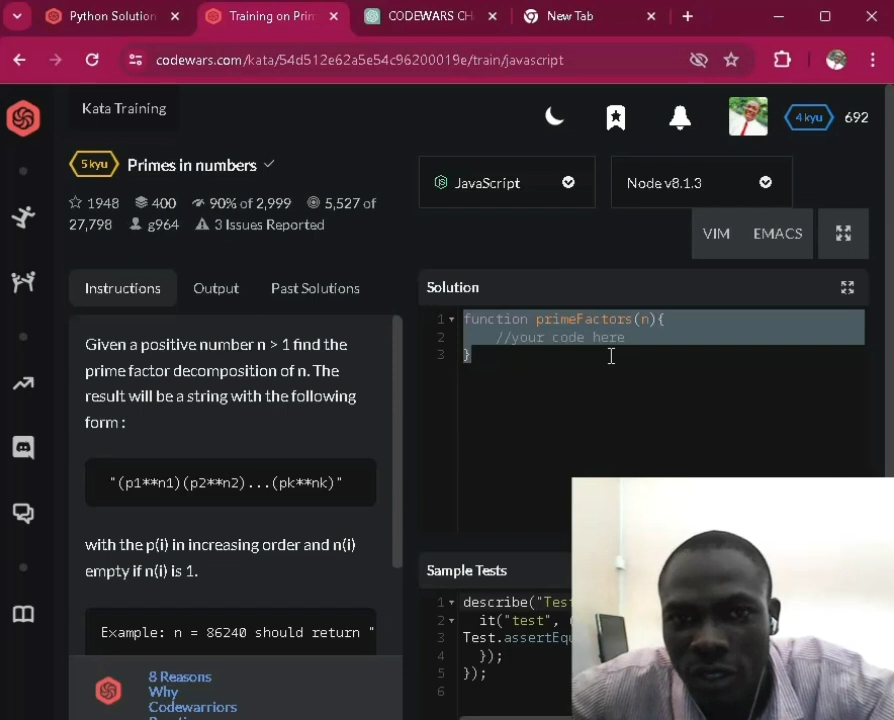 Python Solution
Training on Prim
CODEWARS CH
New Tab
codewars.com/kata/54d512e62a5e54c96200019e/train/javascript
Kata Training
4 kyu
692
5 kyu
Primes in numbers
1948
400
90% of 2,999
5,527 of
27,798
g964
3 Issues Reported
JavaScript
Node v8.1.3
VIM
EMACS
Instructions
Output
Past Solutions
Solution
Given a positive number n > 1 find the
prime factor decomposition of n. The
result will be a string with the following
form :
"(p1**n1)(p2**n2)...(pk**nk)"
with the p(i) in increasing order and n(i)
empty if n(i) is 1.
Example: n = 86240 should return "
8 Reasons
Why
Codewarriors
1 function primeFactors(n){
2 //your code here
3 }
Sample Tests
1 describe("Test
2 it("test", (
3 Test.assertEqu
4 });
5 });
6